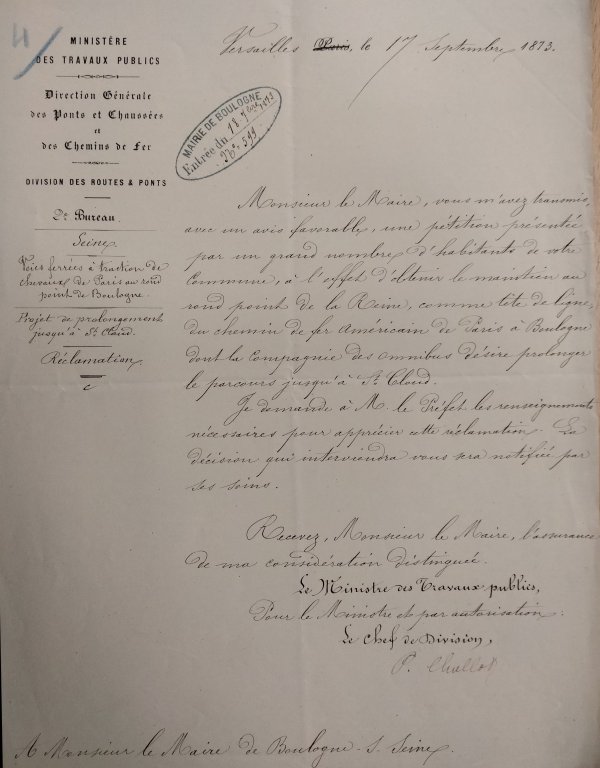 4
MINISTÈRE
DES TRAVAUX PUBLICS
Direction Générale
des Ponts et Chaussées
et
des Chemins de Fer
DIVISION DES ROUTES & PONTS
2e Bureau.
Seine
Voies ferrées à traction de
chevaux de Paris au rond
point de Boulogne.
Projet de prolongement
jusqu'à St. Cloud.
Réclamation
c
Versailles Paris, le 17 Septembre 1873.
MAIRIE DE BOULOGNE
Entrée du 18 7bre 1873
No 599
Monsieur le Maire, vous m'avez transmis,
avec un avis favorable, une pétition présentée
par un grand nombre d'habitants de votre
Commune, à l'effet d'obtenir le maintien au
rond point de la Reine, comme tête de ligne,
du chemin de fer Américain de Paris à Boulogne
dont la Compagnie des omnibus désire prolonger
le parcours jusqu'à St. Cloud.
Je demande à M. le Préfet les renseignements
nécessaires pour apprécier cette réclamation. La
décision qui interviendra vous sera notifiée par
ses soins.
Recevez, Monsieur le Maire, l'assurance
de ma considération distinguée.
Le Ministre des Travaux publics,
Pour le Ministre et par autorisation:
Le Chef de Division,
A Monsieur le Maire de Boulogne-s.-Seine.